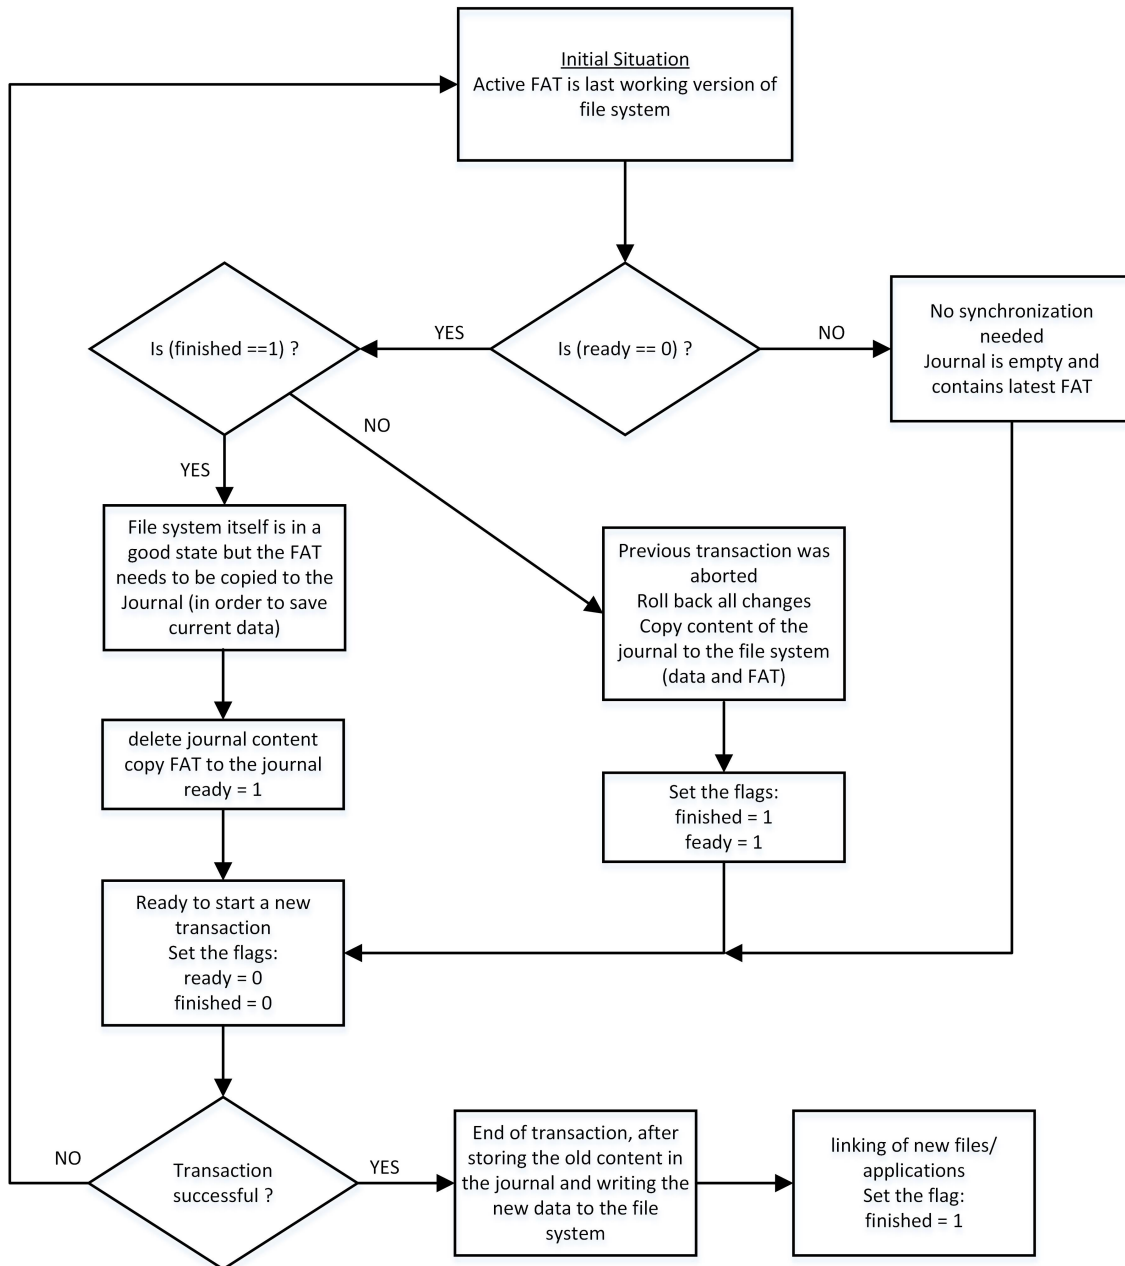 Initial Situation
Active FAT is last working version of
file system
Is (finished ==1) ?
YES
Is (ready == 0) ?
NO
No synchronization
needed
Journal is empty and
contains latest FAT
NO
YES
File system itself is in a
good state but the FAT
needs to be copied to the
Journal (in order to save
current data)
Previous transaction was
aborted
Roll back all changes
Copy content of the
journal to the file system
(data and FAT)
delete journal content
copy FAT to the journal
ready = 1
Set the flags:
finished = 1
feady = 1
Ready to start a new
transaction
Set the flags:
ready = 0
finished = 0
NO
Transaction
successful ?
YES
End of transaction, after
storing the old content in
the journal and writing the
new data to the file
system
linking of new files/
applications
Set the flag:
finished = 1